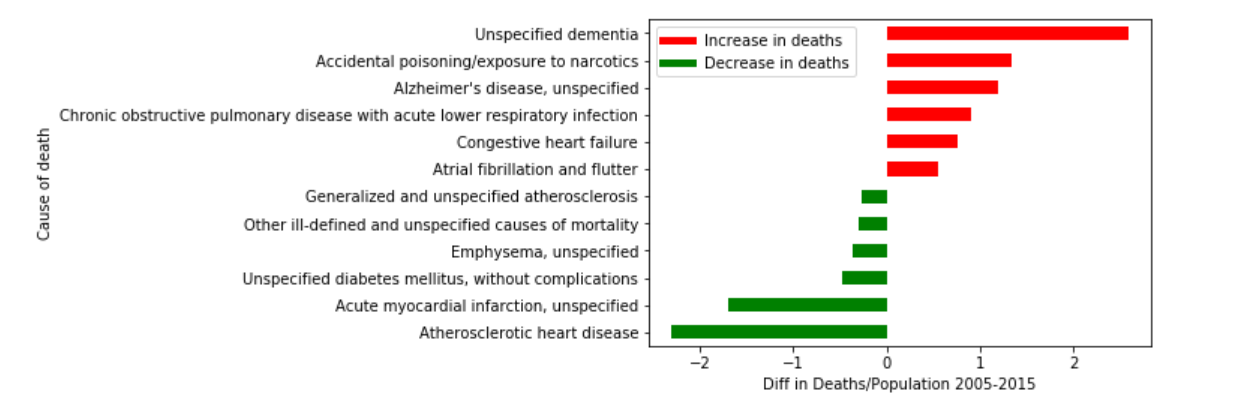 Unspecified dementia
Accidental poisoning/exposure to narcotics
Alzheimer's disease, unspecified
Chronic obstructive pulmonary disease with acute lower respiratory infection
Congestive heart failure
Atrial fibrillation and flutter
Generalized and unspecified atherosclerosis
Other ill-defined and unspecified causes of mortality
Emphysema, unspecified
Unspecified diabetes mellitus, without complications
Acute myocardial infarction, unspecified
Atherosclerotic heart disease
Cause of death
Increase in deaths
Decrease in deaths
−2 −1 0 1 2
Diff in Deaths/Population 2005-2015